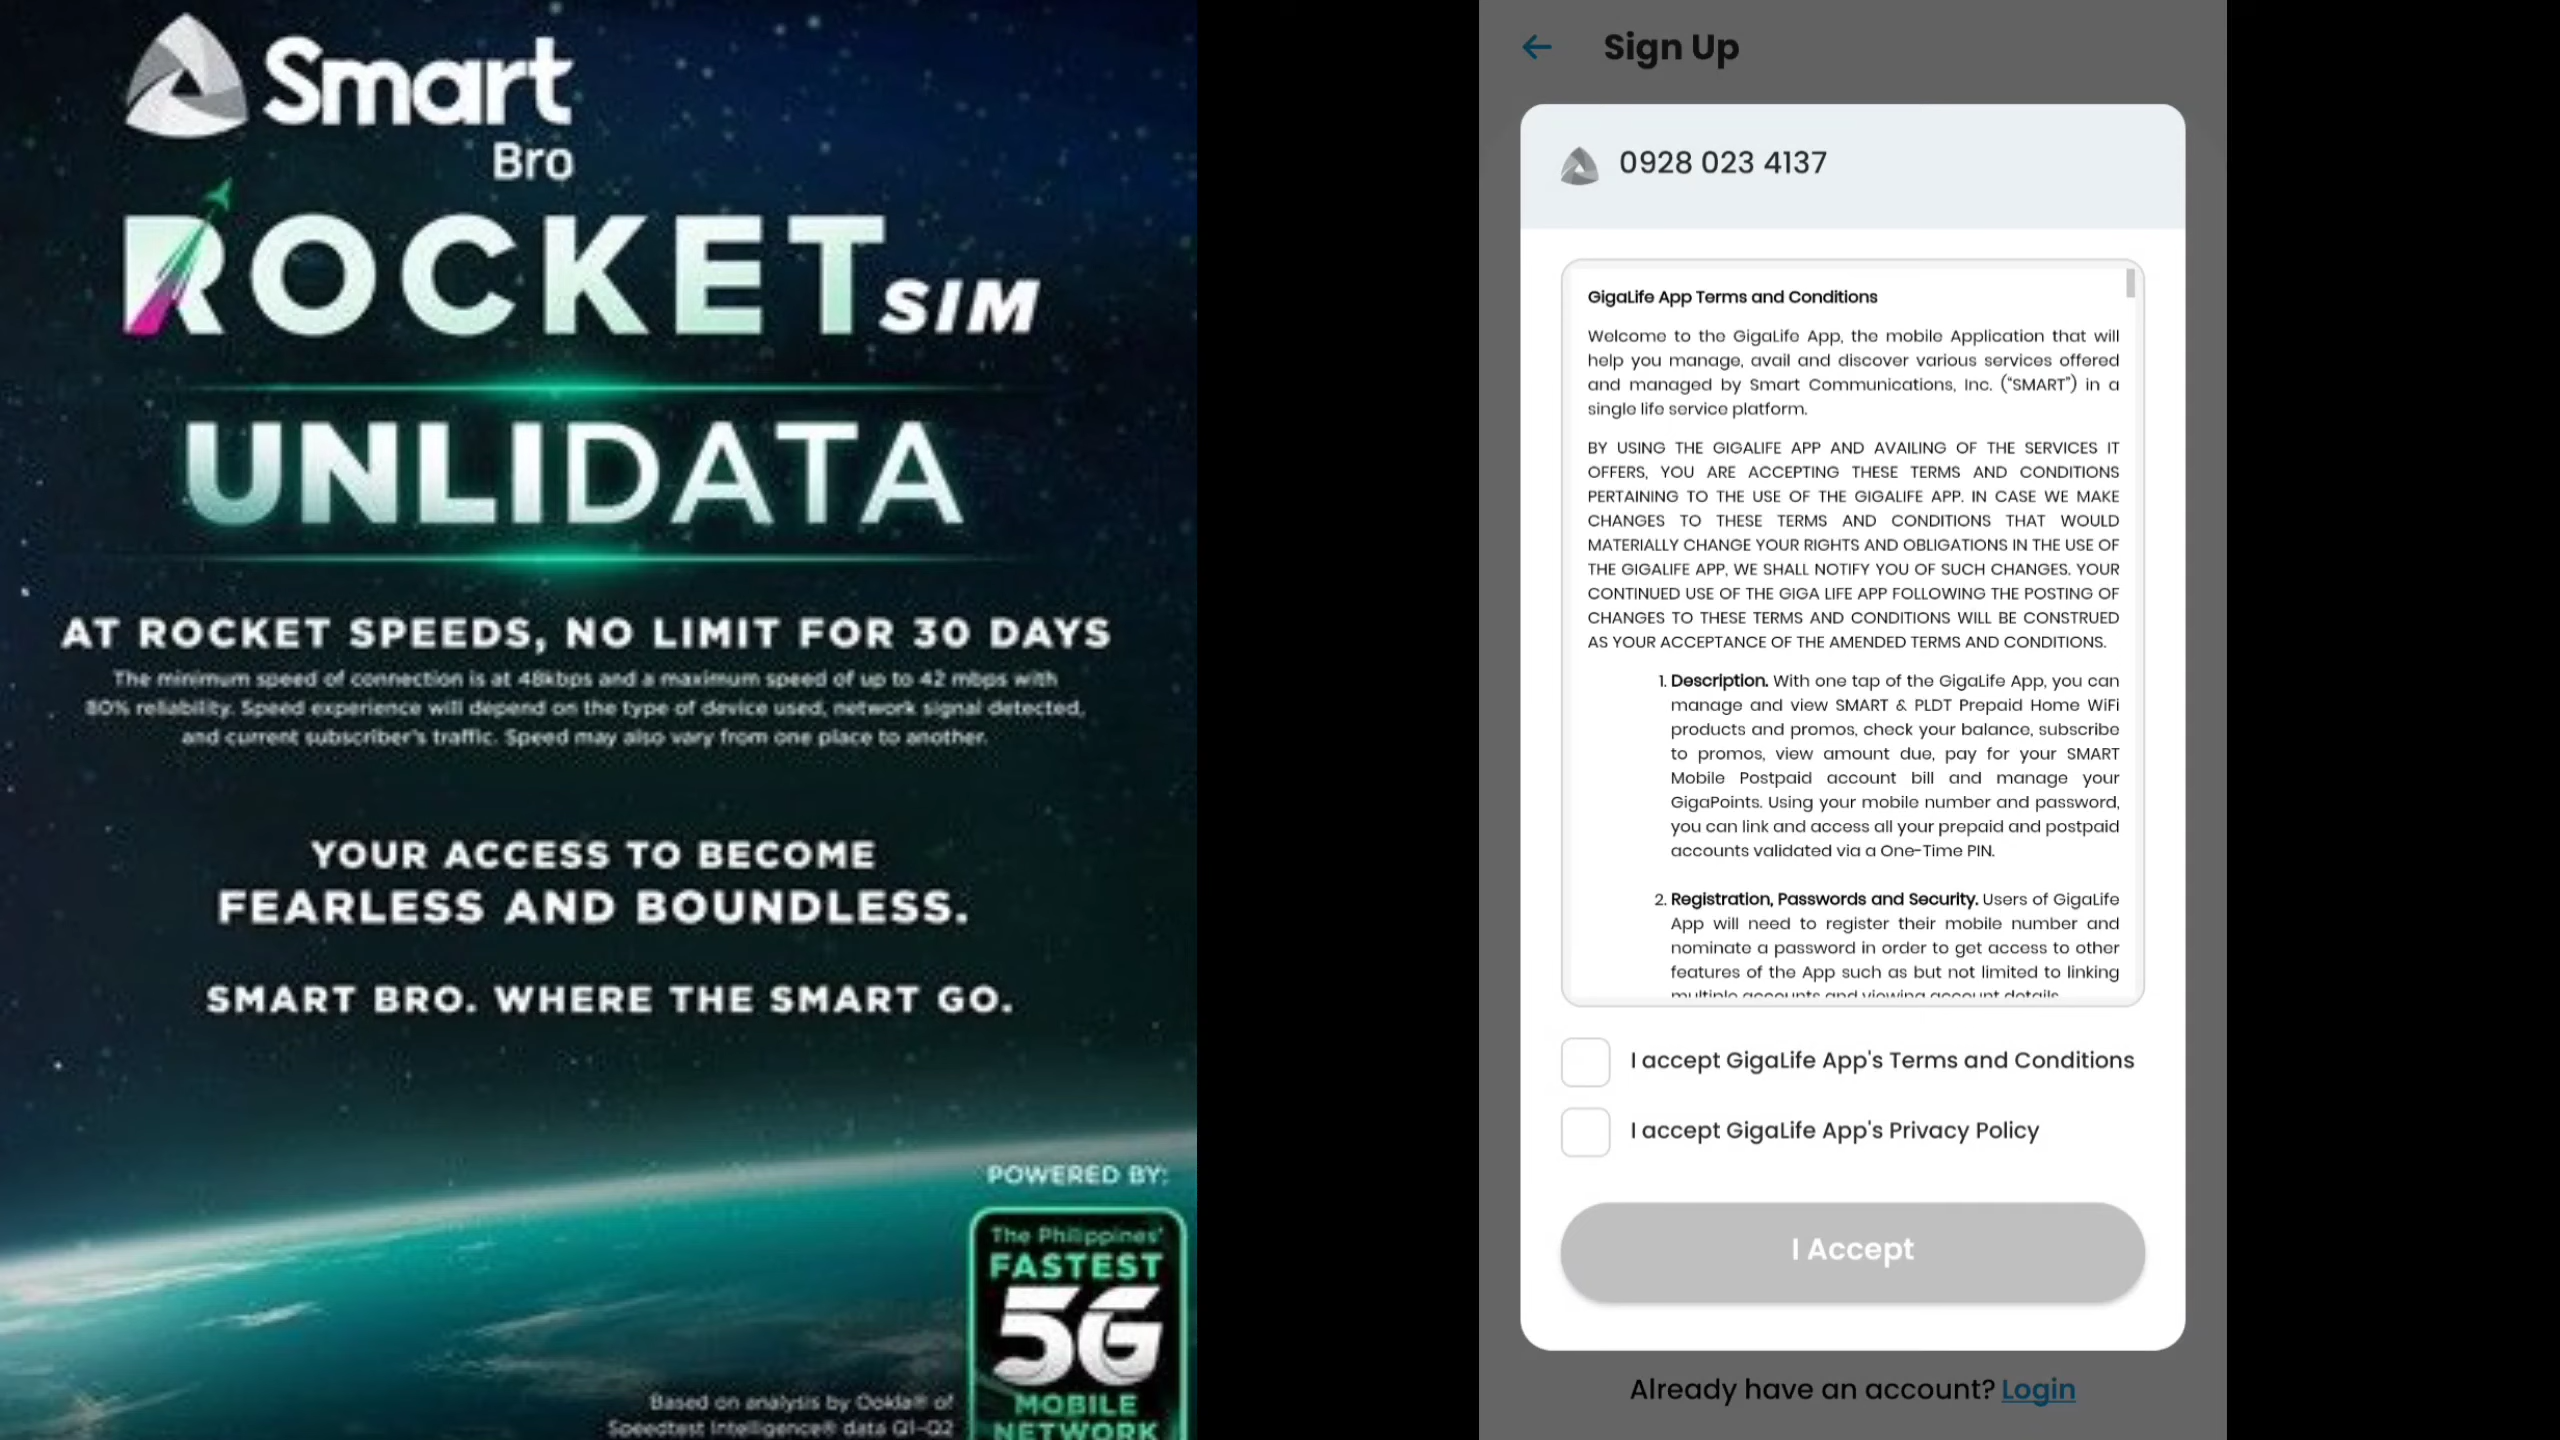 Smart
Bro
ROCKET SIM
UNLIDATA
AT ROCKET SPEEDS, NO LIMIT FOR 30 DAYS
The minimum speed of connection is at 48kbps and a maximum speed of up to 42 mbps with
80% reliability. Speed experience will depend on the type of device used, network signal detected,
and current subscriber's traffic. Speed may also vary from one place to another.
YOUR ACCESS TO BECOME
FEARLESS AND BOUNDLESS.
SMART BRO. WHERE THE SMART GO.
POWERED BY:
The Philippines'
FASTEST
5G
MOBILE
NETWORK
Based on analysis by Ookla® of
Speedtest Intelligence® data Q1-Q2
Sign Up
0928 023 4137
GigaLife App Terms and Conditions
Welcome to the GigaLife App, the mobile Application that will
help you manage, avail and discover various services offered
and managed by Smart Communications, Inc. (“SMART”) in a
single life service platform.
BY USING THE GIGALIFE APP AND AVAILING OF THE SERVICES IT
OFFERS, YOU ARE ACCEPTING THESE TERMS AND CONDITIONS
PERTAINING TO THE USE OF THE GIGALIFE APP. IN CASE WE MAKE
CHANGES TO THESE TERMS AND CONDITIONS THAT WOULD
MATERIALLY CHANGE YOUR RIGHTS AND OBLIGATIONS IN THE USE OF
THE GIGALIFE APP, WE SHALL NOTIFY YOU OF SUCH CHANGES. YOUR
CONTINUED USE OF THE GIGA LIFE APP FOLLOWING THE POSTING OF
CHANGES TO THESE TERMS AND CONDITIONS WILL BE CONSTRUED
AS YOUR ACCEPTANCE OF THE AMENDED TERMS AND CONDITIONS.
1. Description. With one tap of the GigaLife App, you can
manage and view SMART & PLDT Prepaid Home WiFi
products and promos, check your balance, subscribe
to promos, view amount due, pay for your SMART
Mobile Postpaid account bill and manage your
GigaPoints. Using your mobile number and password,
you can link and access all your prepaid and postpaid
accounts validated via a One-Time PIN.
2. Registration, Passwords and Security. Users of GigaLife
App will need to register their mobile number and
nominate a password in order to get access to other
features of the App such as but not limited to linking
multiple accounts and viewing account details.
I accept GigaLife App's Terms and Conditions
I accept GigaLife App's Privacy Policy
I Accept
Already have an account? Login